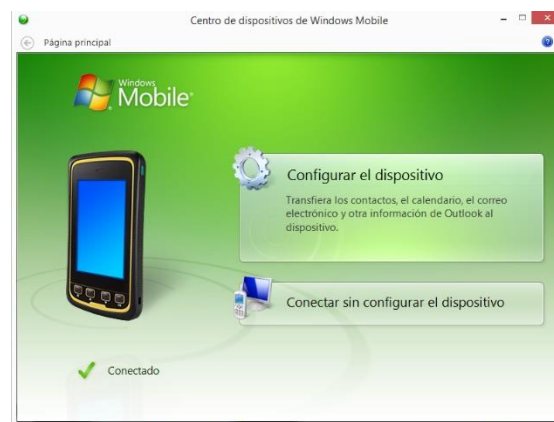 Centro de dispositivos de Windows Mobile
Página principal
Windows
Mobile
Configurar el dispositivo
Transfiera los contactos, el calendario, el correo
electrónico y otra información de Outlook al
dispositivo.
Conectar sin configurar el dispositivo
Conectado